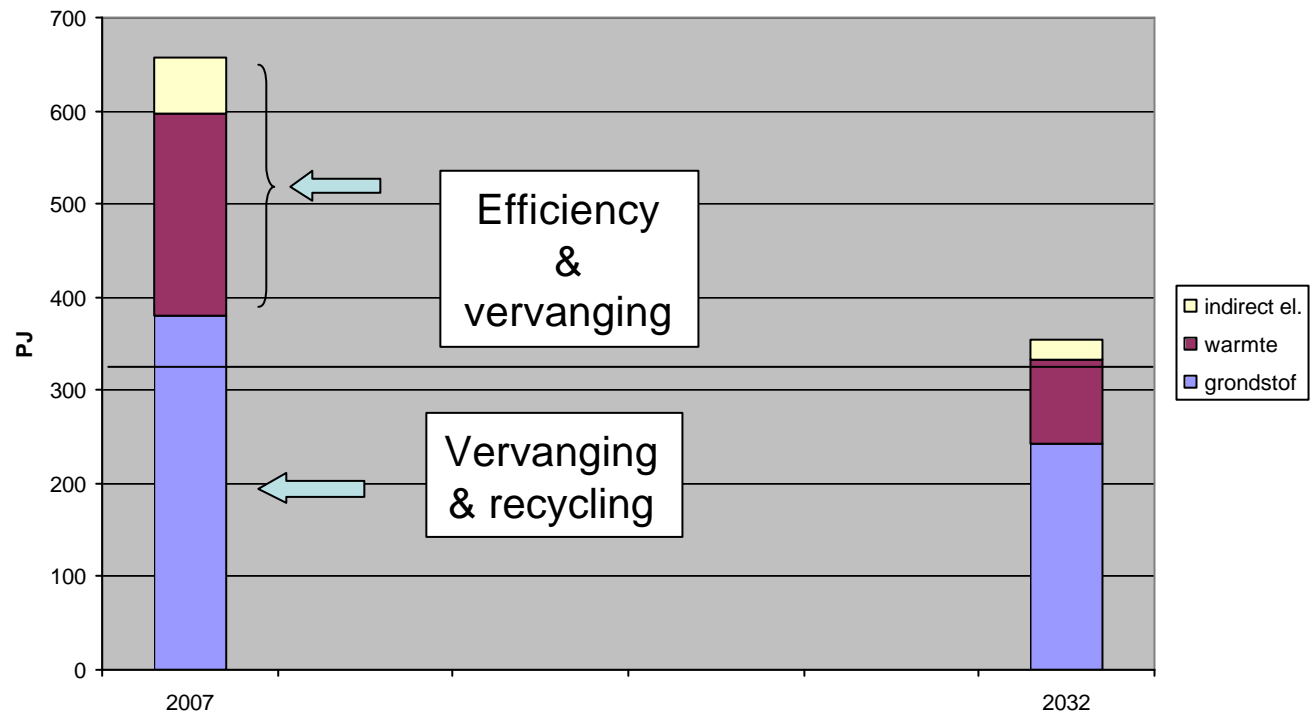 700
600
500
400
300
200
100
0
PJ
Efficiency
&
vervanging
Vervanging
& recycling
indirect el.
warmte
grondstof
2007
2032